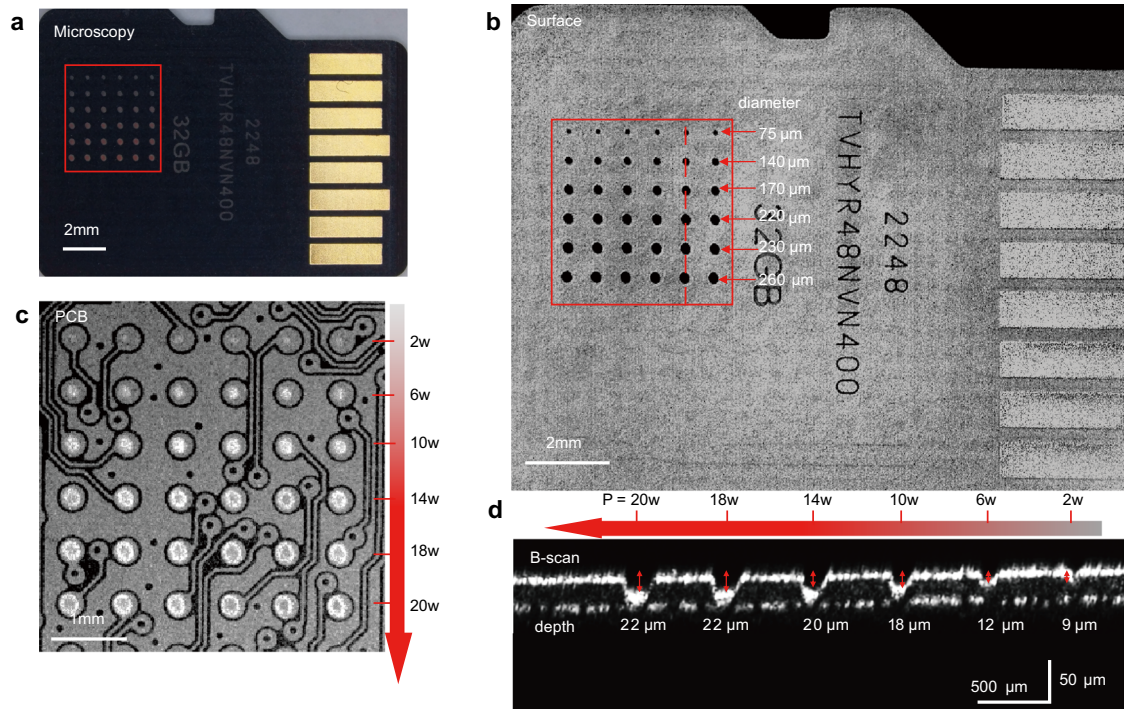 a
Microscopy
TVHYR48NVN400
2248
32GB
2mm
b
Surface
diameter
75 µm
140 µm
170 µm
220 µm
230 µm
260 µm
TVHYR48NVN400
2248
32GB
2mm
c
PCB
2w
6w
10w
14w
18w
20w
1mm
d
P = 20w 18w 14w 10w 6w 2w
B-scan
depth 22 µm 22 µm 20 µm 18 µm 12 µm 9 µm
500 µm
50 µm